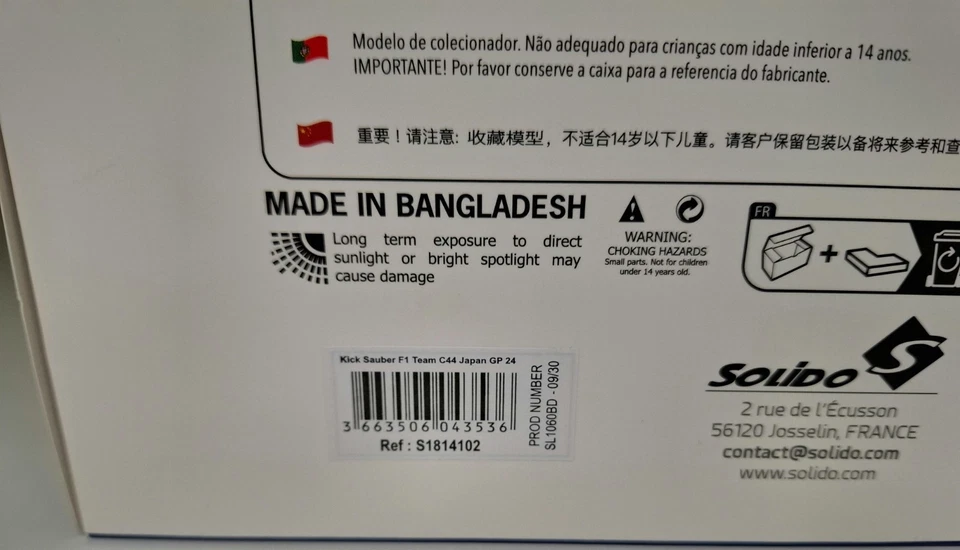 Modelo de colecionador. Não adequado para crianças com idade inferior a 14 anos.
IMPORTANTE! Por favor conserve a caixa para a referencia do fabricante.
重要！请注意: 收藏模型，不适合14岁以下儿童。请客户保留包装以备将来参考和查
MADE IN BANGLADESH
Long term exposure to direct
sunlight or bright spotlight may
cause damage
WARNING:
CHOKING HAZARDS
Small parts. Not for children
under 14 years old.
FR
+
Kick Sauber F1 Team C44 Japan GP 24
3 663506 043536
Ref : S1814102
PROD NUMBER
SL1060BD - 09/30
SOLIDO
2 rue de l'Écusson
56120 Josselin, FRANCE
contact@solido.com
www.solido.com